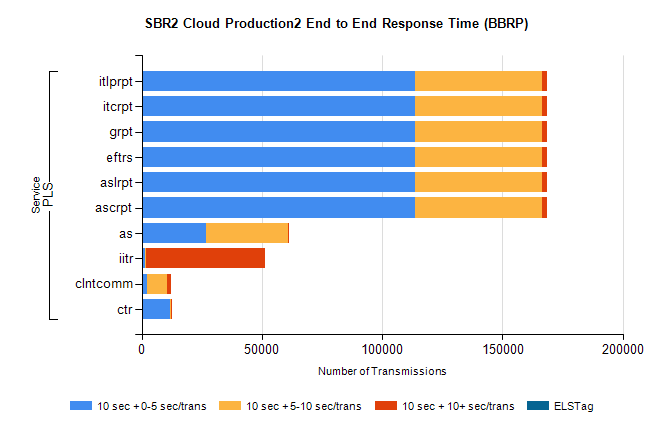 SBR2 Cloud Production2 End to End Response Time (BBRP)
Service
PLS
itlprpt
itcrpt
grpt
eftrs
aslrpt
ascrpt
as
iitr
clntcomm
ctr
0 50000 100000 150000 200000
Number of Transmissions
10 sec +0-5 sec/trans 10 sec +5-10 sec/trans 10 sec + 10+ sec/trans ELSTag